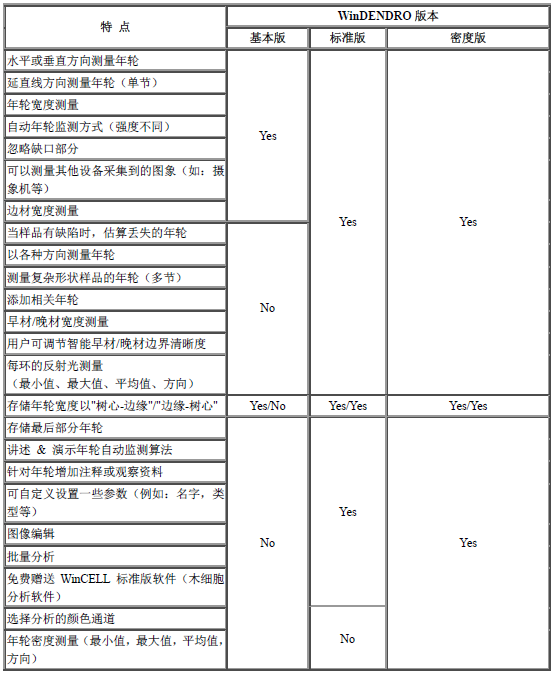 特 点
WinDENDRO 版本
基本版
标准版
密度版
水平或垂直方向测量年轮
延直线方向测量年轮（单节）
年轮宽度测量
自动年轮监测方式（强度不同）
忽略缺口部分
可以测量其他设备采集到的图象（如：摄
象机等）
边材宽度测量
Yes
当样品有缺陷时，估算丢失的年轮
以各种方向测量年轮
测量复杂形状样品的年轮（多节）
添加相关年轮
早材/晚材宽度测量
用户可调节智能早材/晚材边界清晰度
每环的反射光测量
（最小值、最大值、平均值、方向）
No
Yes
Yes
存储年轮宽度以"树心-边缘"/"边缘-树心"
Yes/No
Yes/Yes
Yes/Yes
存储最后部分年轮
讲述 & 演示年轮自动监测算法
针对年轮增加注释或观察资料
可自定义设置一些参数（例如：名字，类
型等）
图像编辑
批量分析
免费赠送 WinCELL 标准版软件（木细胞
分析软件）
选择分析的颜色通道
年轮密度测量（最小值，最大值，平均值，
方向）
No
Yes
No
Yes